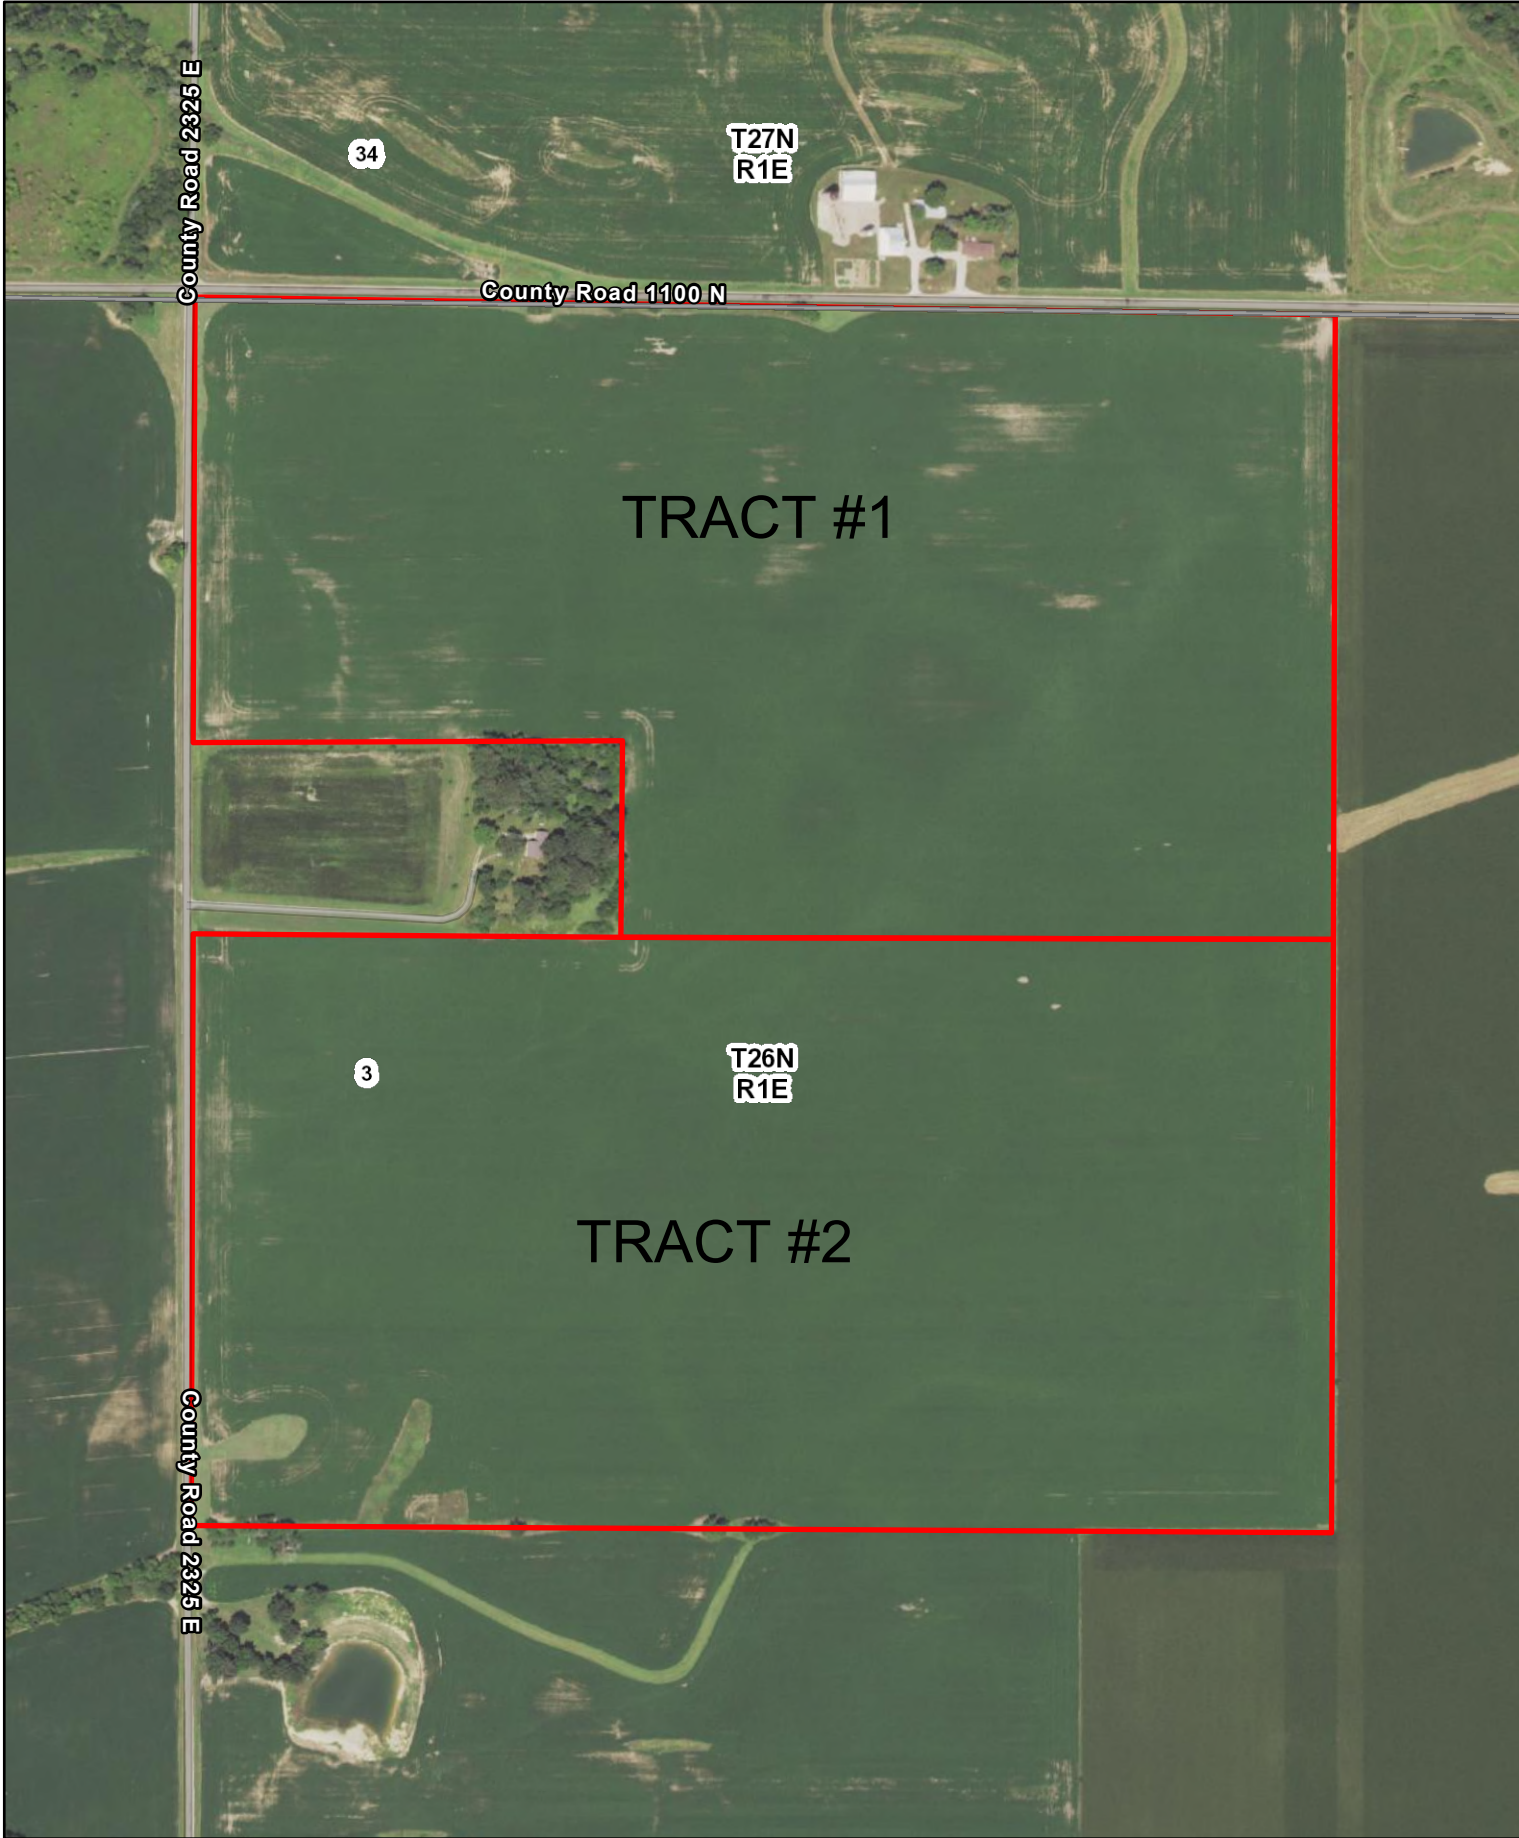 County Road 2325 E
34
T27N
R1E
County Road 1100 N
TRACT #1
3
T26N
R1E
TRACT #2
County Road 2325 E